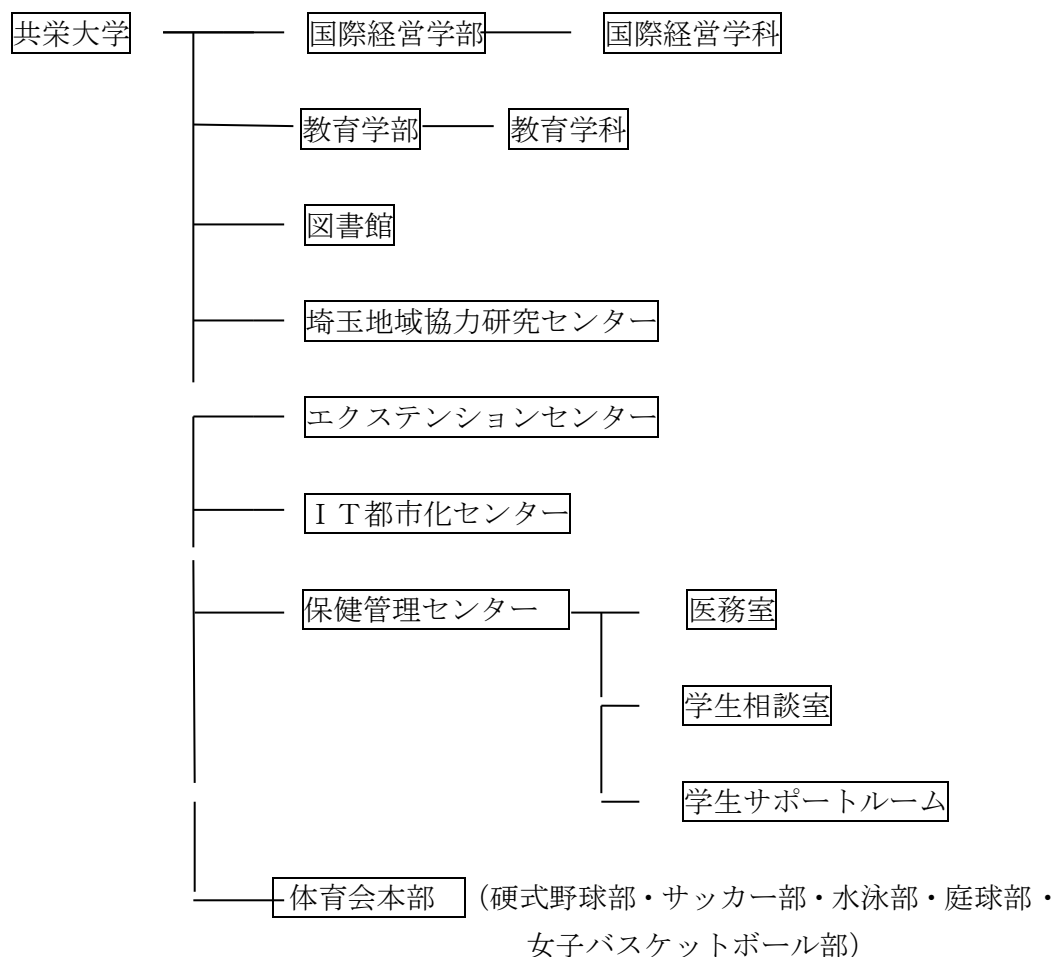 共栄大学 国際経営学部 国際経営学科
教育学部 教育学科
図書館
埼玉地域協力研究センター
エクステンションセンター
ＩＴ都市化センター
保健管理センター 医務室
学生相談室
学生サポートルーム
体育会本部 (硬式野球部・サッカー部・水泳部・庭球部・
女子バスケットボール部)